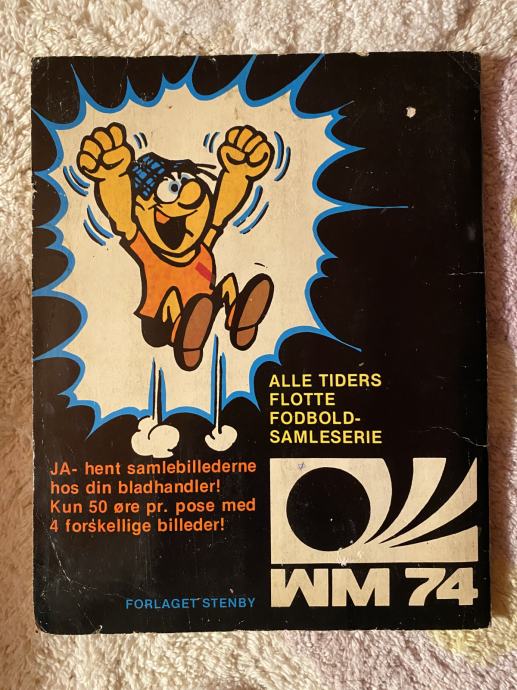 ALLE TIDERS
FLOTTE
FODBOLD-
SAMLESERIE
JA- hent samlebillederne
hos din bladhandler!
Kun 50 øre pr. pose med
4 forskellige billeder!
WM 74
FORLAGET STENBY